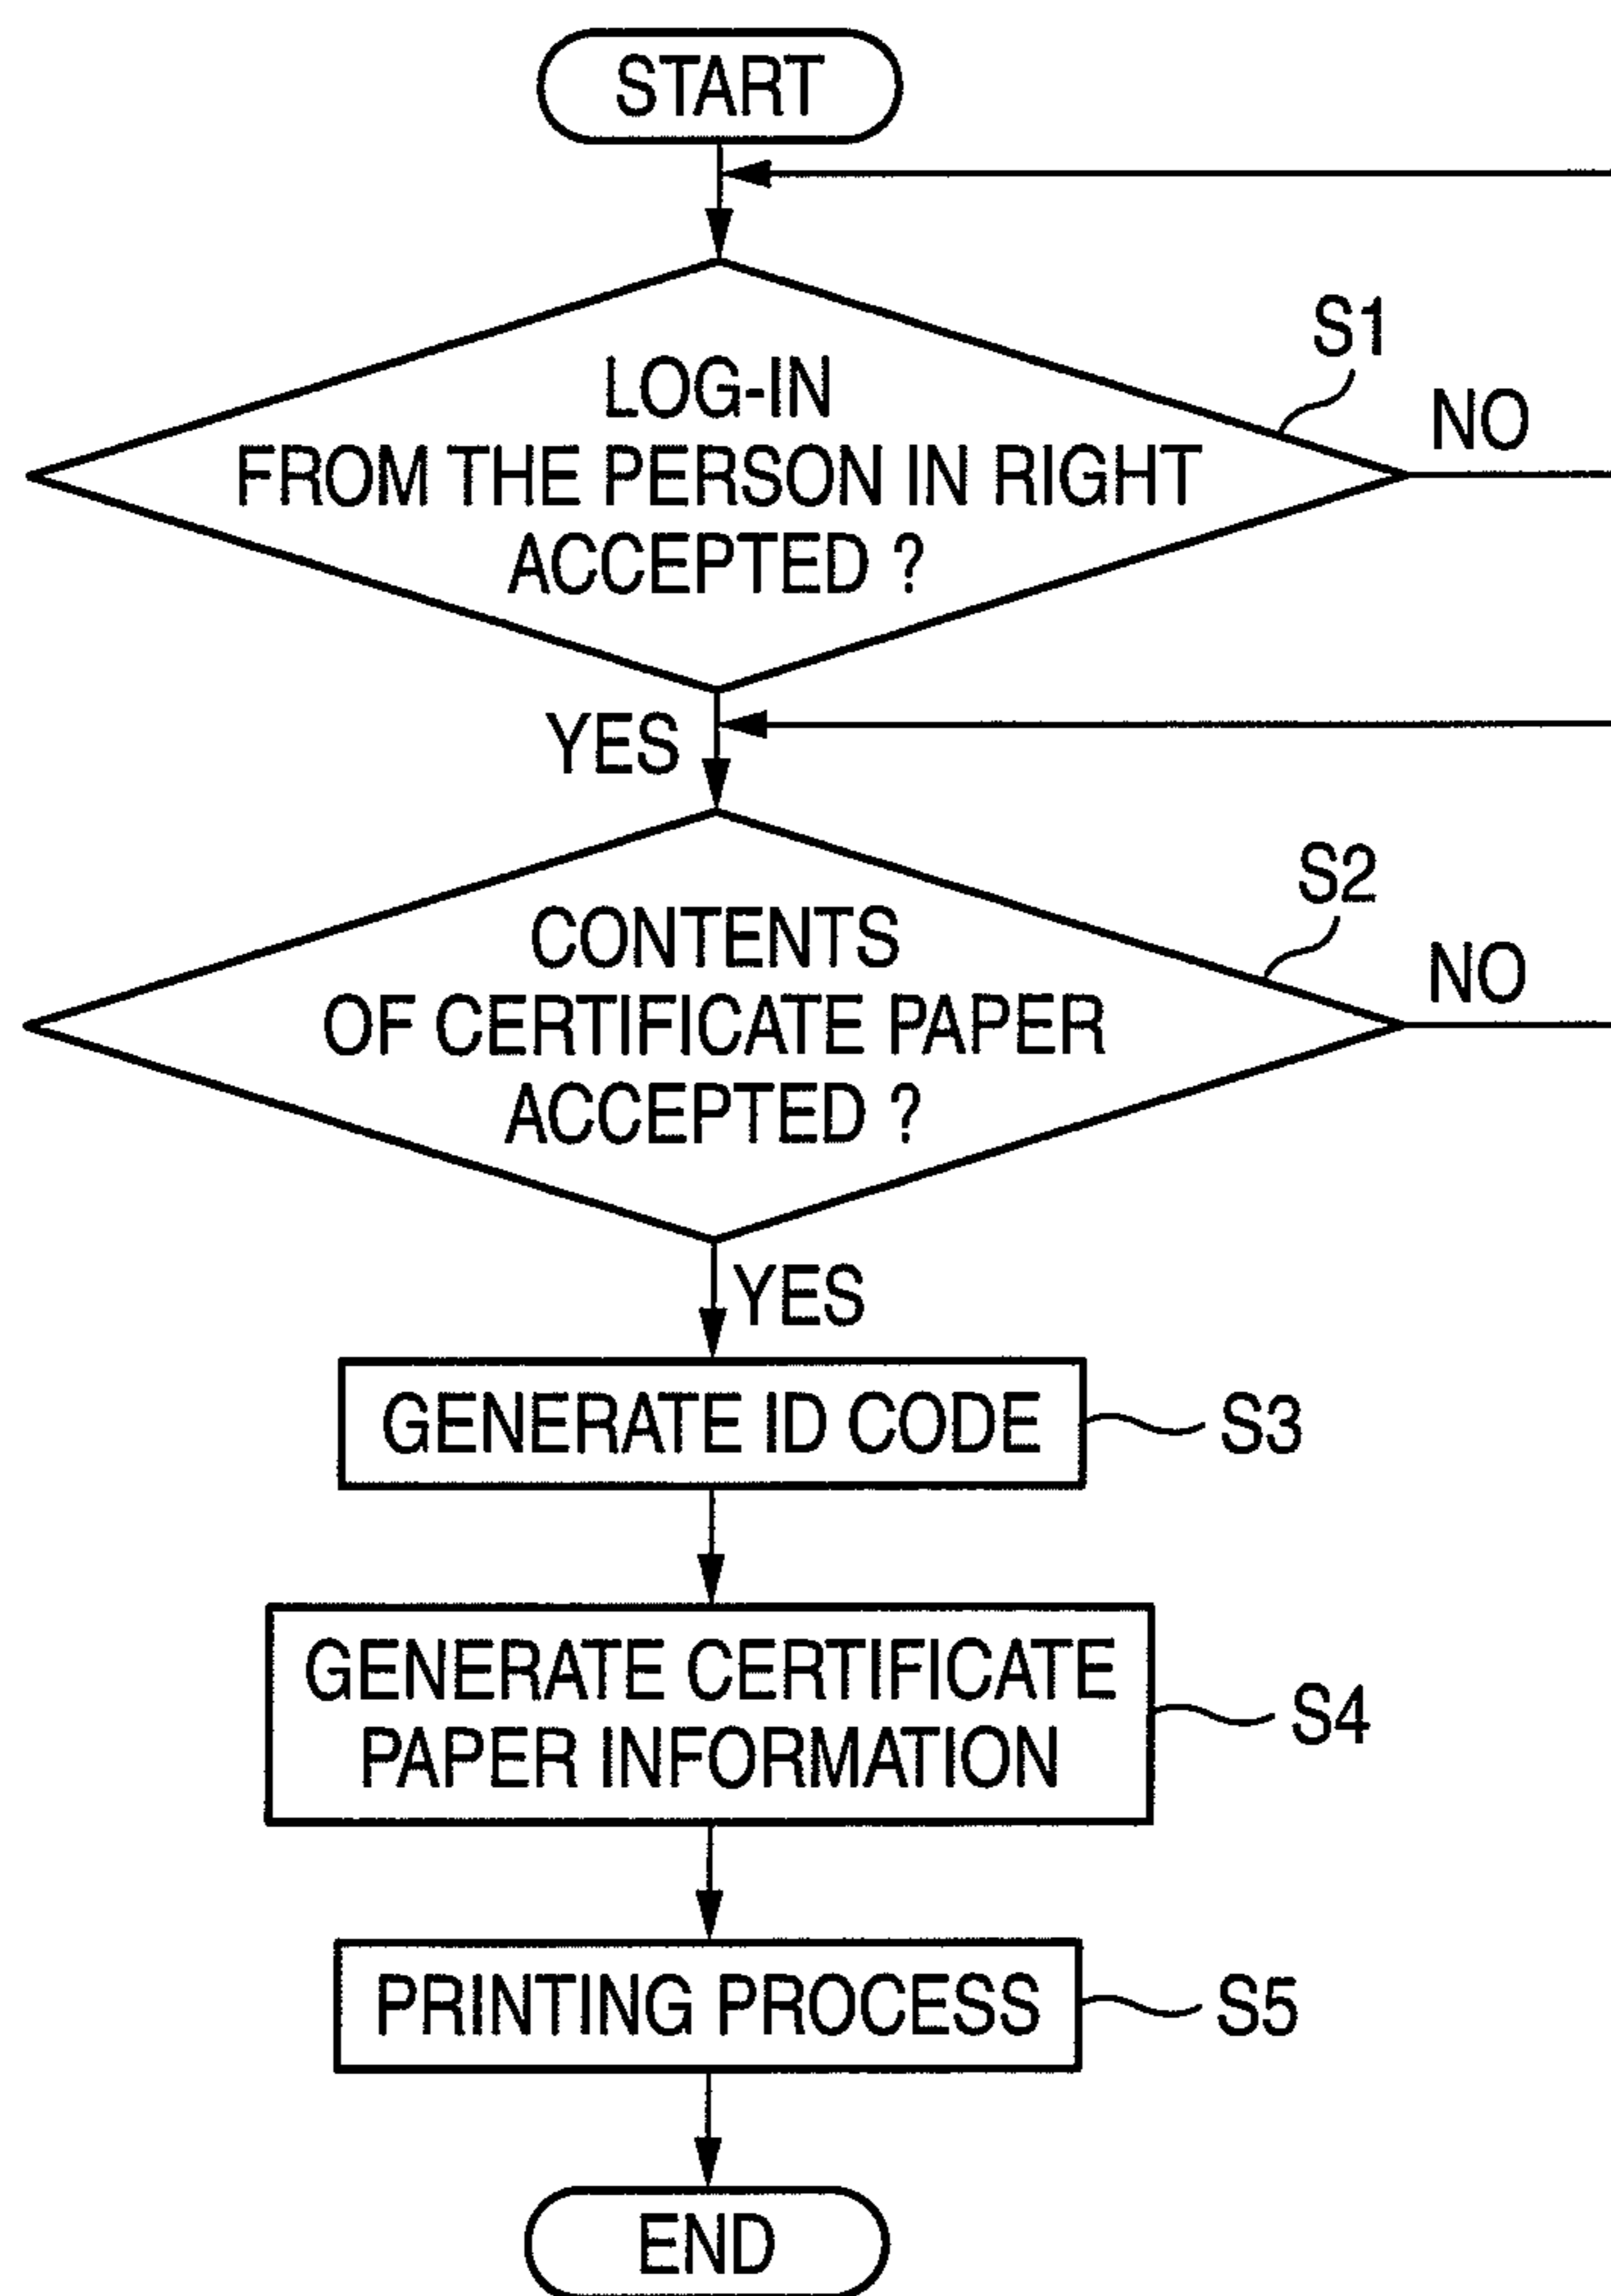 START
S1
LOG-IN
FROM THE PERSON IN RIGHT
ACCEPTED ?
NO
YES
S2
CONTENTS
OF CERTIFICATE PAPER
ACCEPTED ?
NO
YES
GENERATE ID CODE
S3
GENERATE CERTIFICATE
PAPER INFORMATION
S4
PRINTING PROCESS
S5
END